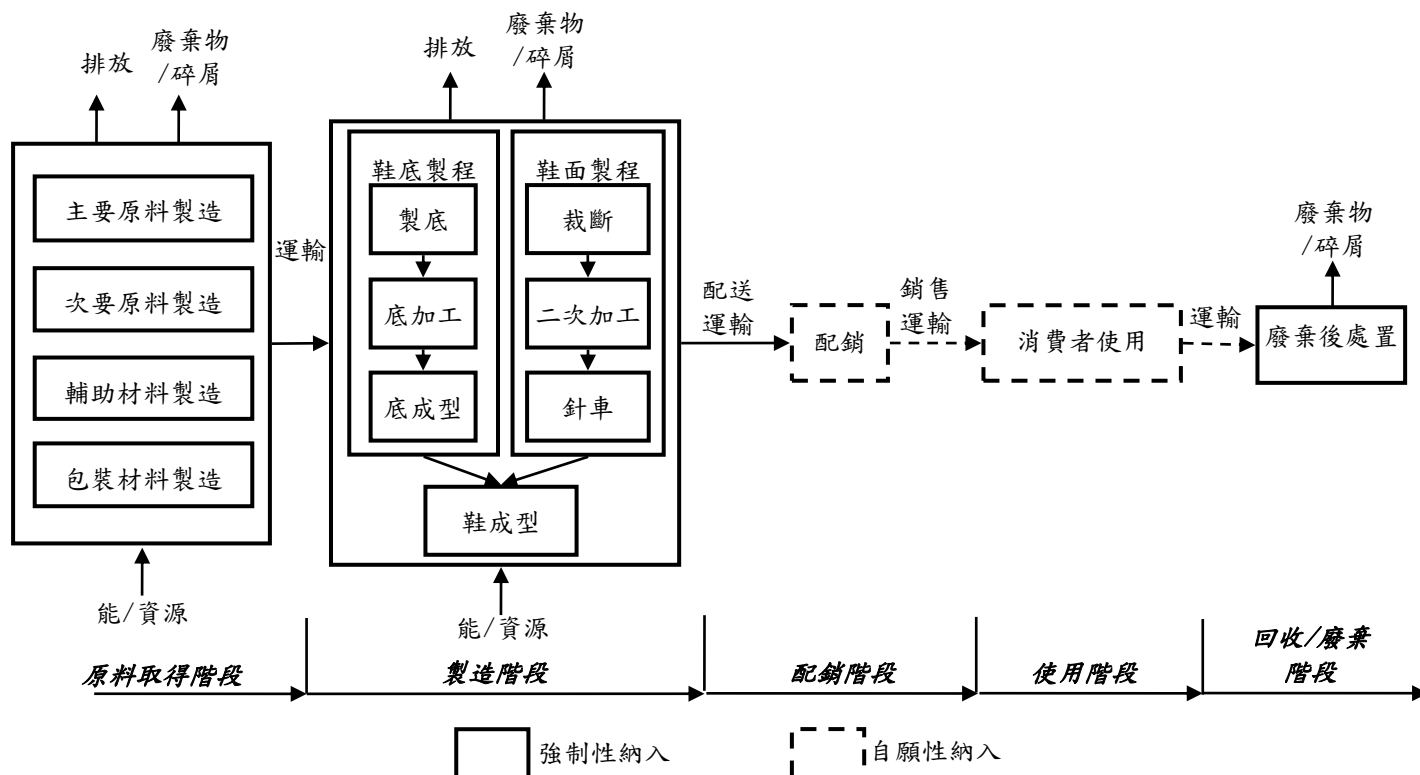 排放
廢棄物
/碎屑
主要原料製造
次要原料製造
輔助材料製造
包裝材料製造
能/資源
運輸
排放
廢棄物
/碎屑
鞋底製程
製底
底加工
底成型
鞋面製程
裁斷
二次加工
針車
鞋成型
能/資源
配送
運輸
配銷
銷售
運輸
消費者使用
運輸
廢棄物
/碎屑
廢棄後處置
原料取得階段
製造階段
配銷階段
使用階段
回收/廢棄
階段
強制性納入
自願性納入